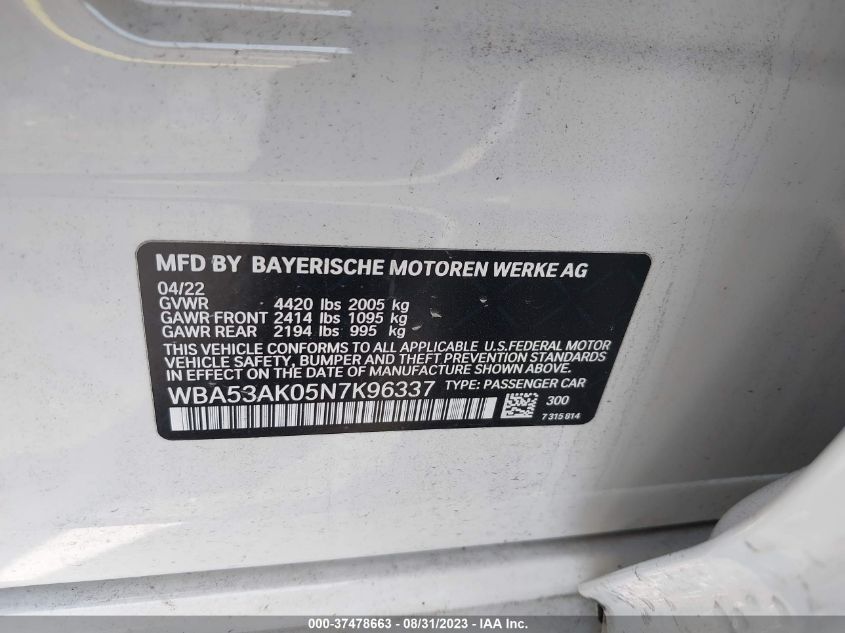 MFD BY BAYERISCHE MOTOREN WERKE AG
04/22
GVWR 4420 lbs 2005 kg
GAWR FRONT 2414 lbs 1095 kg
GAWR REAR 2194 lbs 995 kg
THIS VEHICLE CONFORMS TO ALL APPLICABLE U.S.FEDERAL MOTOR
VEHICLE SAFETY, BUMPER AND THEFT PREVENTION STANDARDS
IN EFFECT ON THE DATE OF MANUFACTURE SHOWN ABOVE.
WBA53AK05N7K96337 TYPE: PASSENGER CAR
300
7 315 814
000-37478663 - 08/31/2023 - IAA Inc.